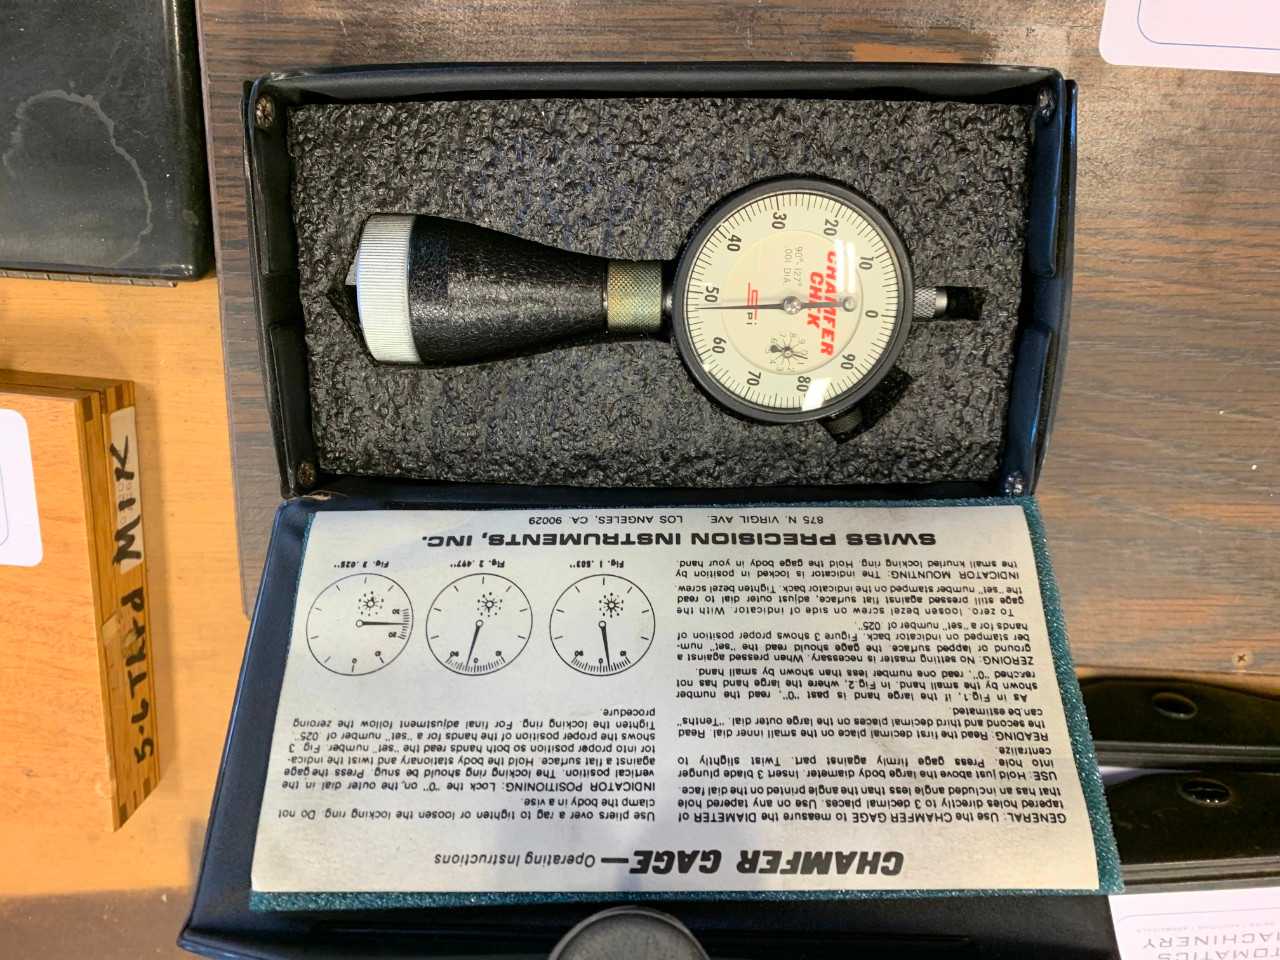 CHAMFER GAGE— Operating Instructions
GENERAL: Use the CHAMFER GAGE to measure the DIAMETER of
tapered holes directly to 3 decimal places. Use on any tapered hole
that has an included angle less than the angle printed on the dial face.
USE: Hold just above the large body diameter. Insert 3 blade plunger
into hole. Press gage firmly against part. Twist slightly to
centralize.
READING: Read the first decimal place on the small inner dial. Read
the second and third decimal places on the large outer dial. "Tenths"
can be estimated.
As in Fig. 1, if the large hand is past "0", read the number
shown by the small hand. In Fig. 2, where the large hand has not
reached "0", read one number less than shown by small hand.
ZEROING: No setting master is necessary. When pressed against a
ground or lapped surface, the gage should read the "set" num-
ber stamped on indicator back. Figure 3 shows proper position of
hands for a "set" number of .025".
To zero, loosen bezel screw on side of indicator. With the
gage still pressed against flat surface, adjust outer dial to read
the "set" number stamped on the indicator back. Tighten bezel screw.
INDICATOR MOUNTING: The indicator is locked in position by
the small knurled locking ring. Hold the gage body in your hand.
Use pliers over a rag to tighten or loosen the locking ring. Do not
clamp the body in a vise.
INDICATOR POSITIONING: Lock the "0" on the outer dial in the
vertical position. The locking ring should be snug. Press the gage
against a flat surface. Hold the body stationary and twist the indica-
tor into proper position so both hands read the "set" number. Fig. 3
shows the proper position of the hands for a "set" number of .025".
Tighten the locking ring. For final adjustment follow the zeroing
procedure.
Fig. 1 .503"
Fig. 2 .497"
Fig. 3 .025"
SWISS PRECISION INSTRUMENTS, INC.
875 N. VIRGIL AVE. LOS ANGELES, CA. 90029
CHAMFER
CHECK
90°-127°
.001 DIA.
Spi
0
10
20
30
40
50
60
70
80
90
5-6 TKPd
MIK
MACHINERY